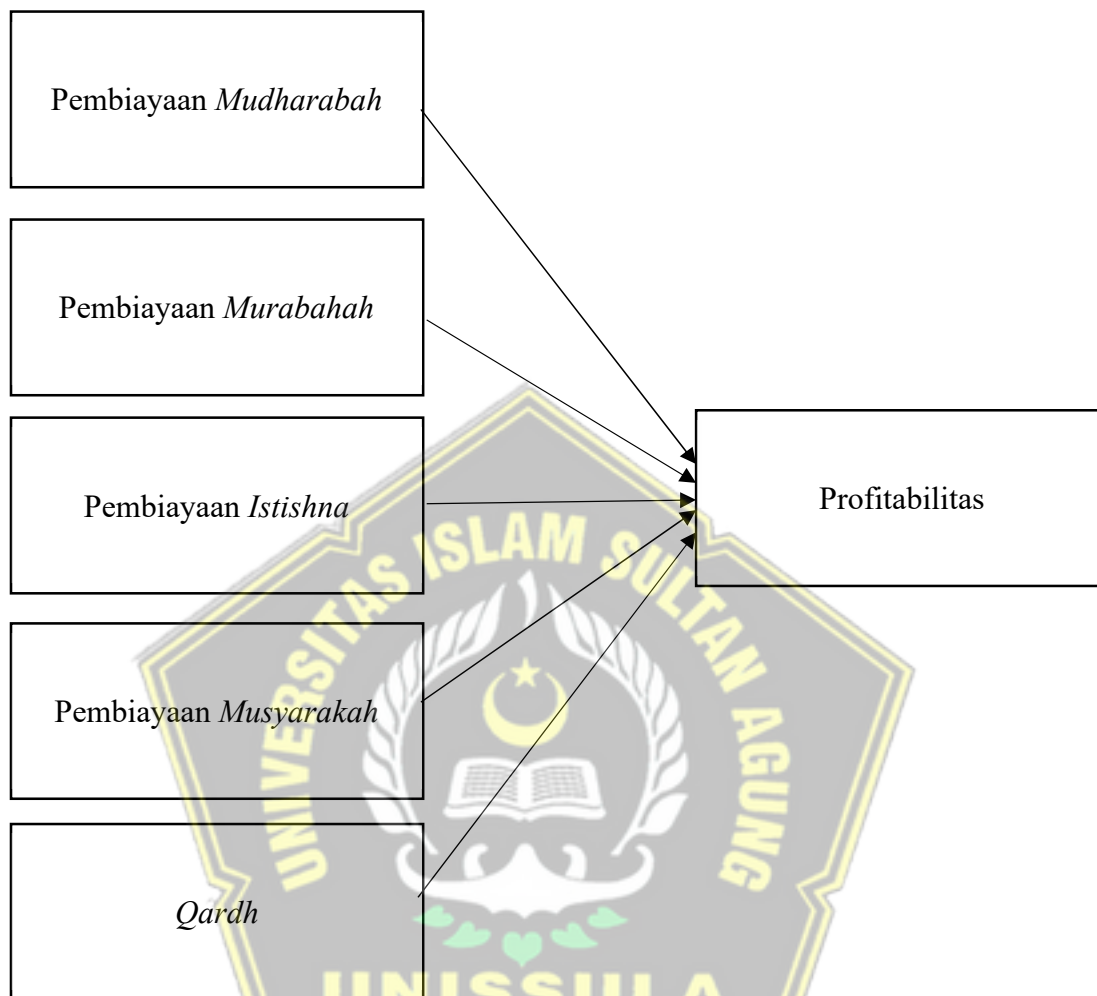 Pembiayaan Mudharabah
Pembiayaan Murabahah
Pembiayaan Istishna
Profitabilitas
Pembiayaan Musyarakah
Qardh
UNIVERSITAS ISLAM SULTAN AGUNG
UNISSULA